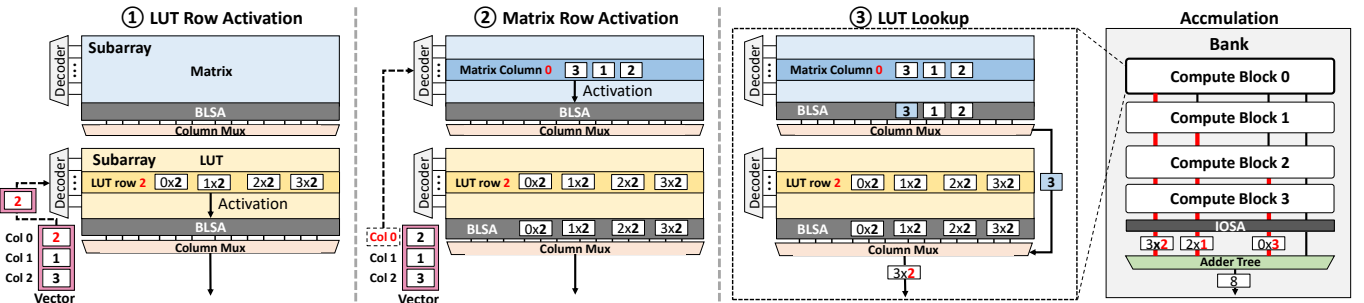 ① LUT Row Activation
Decoder
Subarray
Matrix
BLSA
Column Mux
Decoder
Subarray LUT
LUT row 2 0x2 1x2 2x2 3x2
Activation
BLSA
Column Mux
2
Col 0 2
Col 1 1
Col 2 3
Vector
② Matrix Row Activation
Decoder
Matrix Column 0 3 1 2
Activation
BLSA
Column Mux
Decoder
LUT row 2 0x2 1x2 2x2 3x2
BLSA 0x2 1x2 2x2 3x2
Column Mux
Col 0 2
Col 1 1
Col 2 3
Vector
③ LUT Lookup
Decoder
Matrix Column 0 3 1 2
BLSA 3 1 2
Column Mux
3
Decoder
LUT row 2 0x2 1x2 2x2 3x2
BLSA 0x2 1x2 2x2 3x2
Column Mux
3x2
Accmulation
Bank
Compute Block 0
Compute Block 1
Compute Block 2
Compute Block 3
IOSA
3x2 2x1 0x3
Adder Tree
8